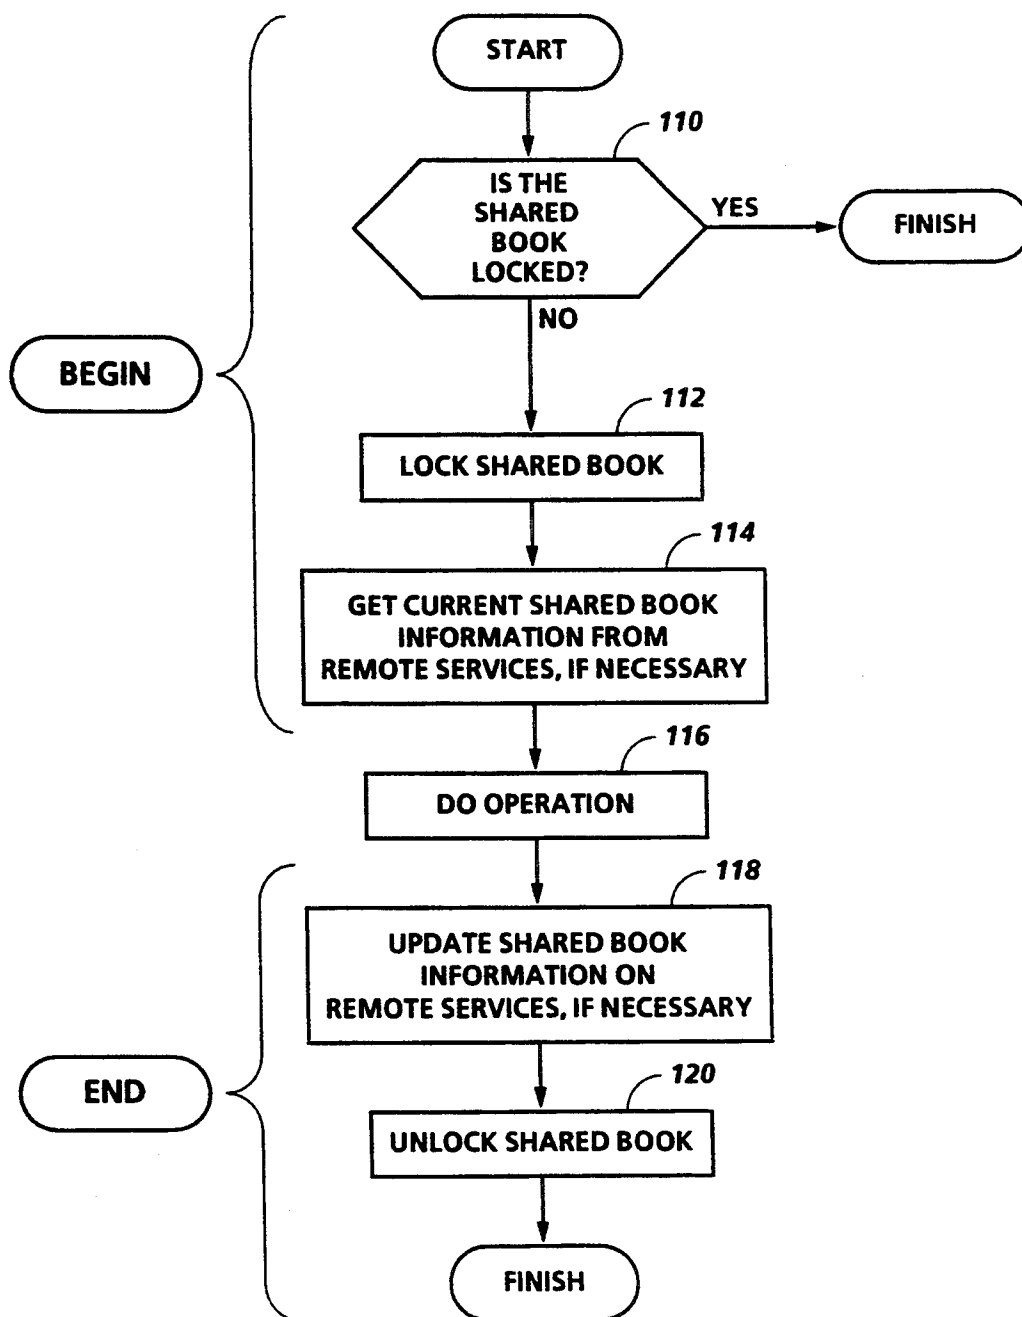 START
110
IS THE
SHARED
BOOK
LOCKED?
YES
FINISH
NO
BEGIN
112
LOCK SHARED BOOK
114
GET CURRENT SHARED BOOK
INFORMATION FROM
REMOTE SERVICES, IF NECESSARY
116
DO OPERATION
118
UPDATE SHARED BOOK
INFORMATION ON
REMOTE SERVICES, IF NECESSARY
END
120
UNLOCK SHARED BOOK
FINISH